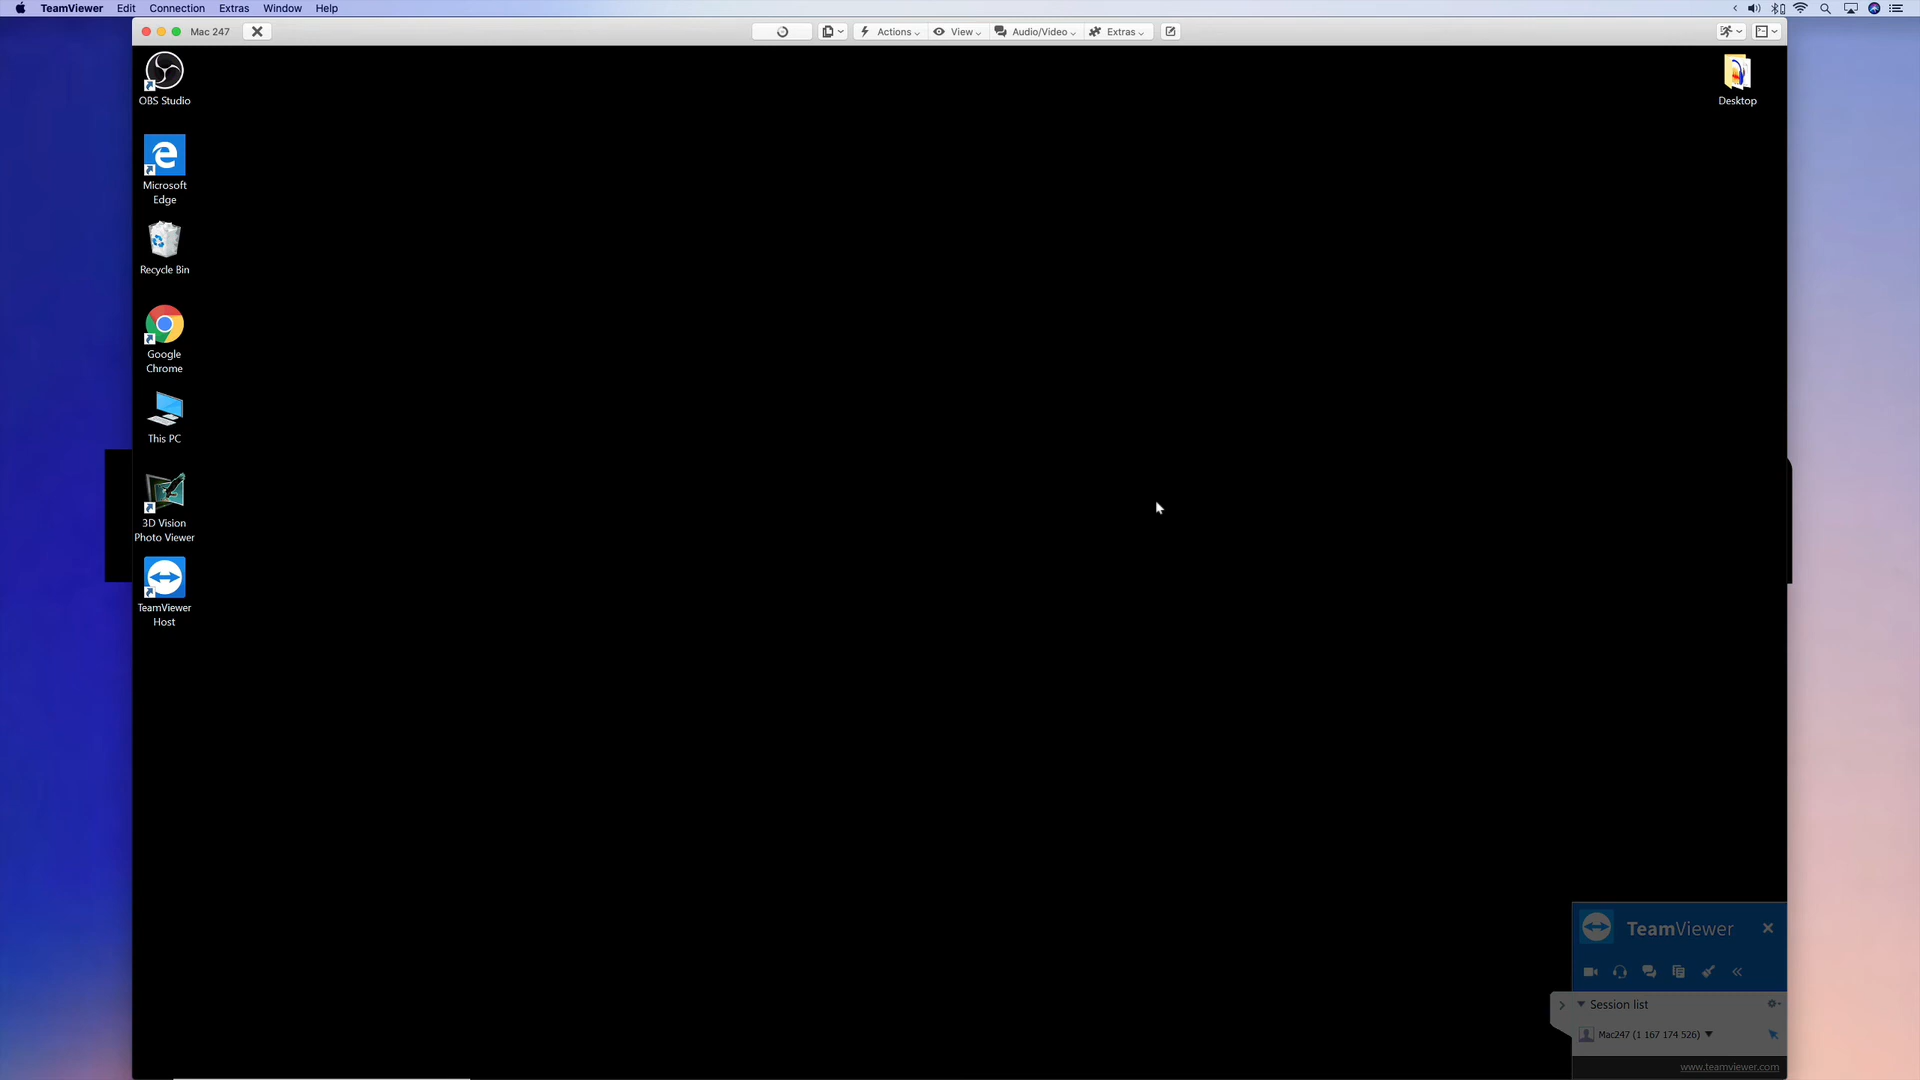 TeamViewer Edit Connection Extras Window Help
Mac 247
Actions View Audio/Video Extras
OBS Studio
Desktop
Microsoft
Edge
Recycle Bin
Google
Chrome
This PC
3D Vision
Photo Viewer
TeamViewer
Host
TeamViewer
Session list
Mac247 (1 167 174 526)
www.teamviewer.com